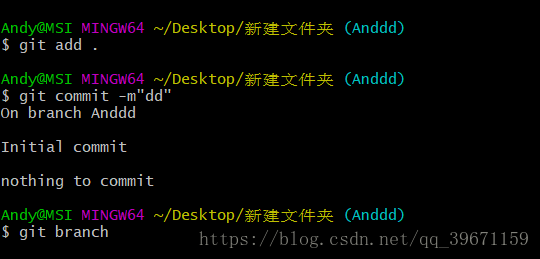 Andy@MSI MINGW64 ~/Desktop/新建文件夹 (Anddd)
$ git add .
Andy@MSI MINGW64 ~/Desktop/新建文件夹 (Anddd)
$ git commit -m"dd"
On branch Anddd
Initial commit
nothing to commit
Andy@MSI MINGW64 ~/Desktop/新建文件夹 (Anddd)
$ git branch
https://blog.csdn.net/qq_39671159